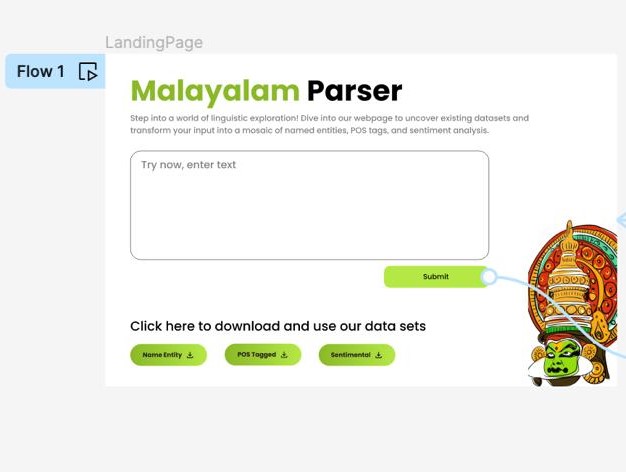 LandingPage
Flow 1
Malayalam Parser
Step into a world of linguistic exploration! Dive into our webpage to uncover existing datasets and
transform your input into a mosaic of named entities, POS tags, and sentiment analysis.
Try now, enter text
Submit
Click here to download and use our data sets
Name Entity
POS Tagged
Sentimental